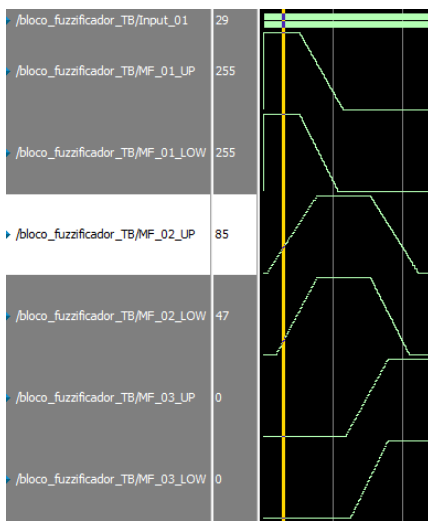 /bloco_fuzzificador_TB/Input_01 29
/bloco_fuzzificador_TB/MF_01_UP 255
/bloco_fuzzificador_TB/MF_01_LOW 255
/bloco_fuzzificador_TB/MF_02_UP 85
/bloco_fuzzificador_TB/MF_02_LOW 47
/bloco_fuzzificador_TB/MF_03_UP 0
/bloco_fuzzificador_TB/MF_03_LOW 0